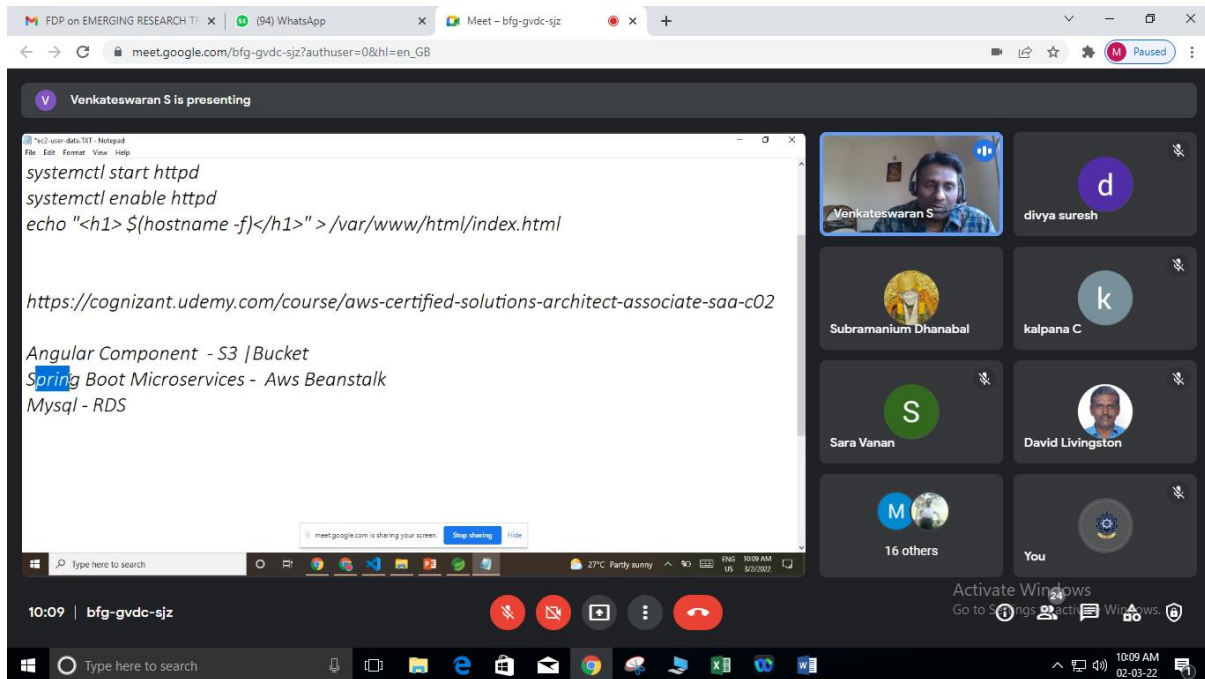 FDP on EMERGING RESEARCH TR
(94) WhatsApp
Meet – bfg-gvdc-sjz
meet.google.com/bfg-gvdc-sjz?authuser=0&hl=en_GB
M Paused
V Venkateswaran S is presenting
*ec2-user-data.TXT - Notepad
File Edit Format View Help
systemctl start httpd
systemctl enable httpd
echo "<h1> $(hostname -f)</h1>" > /var/www/html/index.html
https://cognizant.udemy.com/course/aws-certified-solutions-architect-associate-saa-c02
Angular Component - S3 |Bucket
Spring Boot Microservices - Aws Beanstalk
Mysql - RDS
meet.google.com is sharing your screen. Stop sharing Hide
Type here to search
27°C Partly sunny
ENG US
10:09 AM
3/2/2022
Venkateswaran S
d
divya suresh
Subramanium Dhanabal
k
kalpana C
S
Sara Vanan
David Livingston
M
16 others
You
Activate Windows
Go to Settings to activate Windows.
10:09 | bfg-gvdc-sjz
24
Type here to search
10:09 AM
02-03-22
1